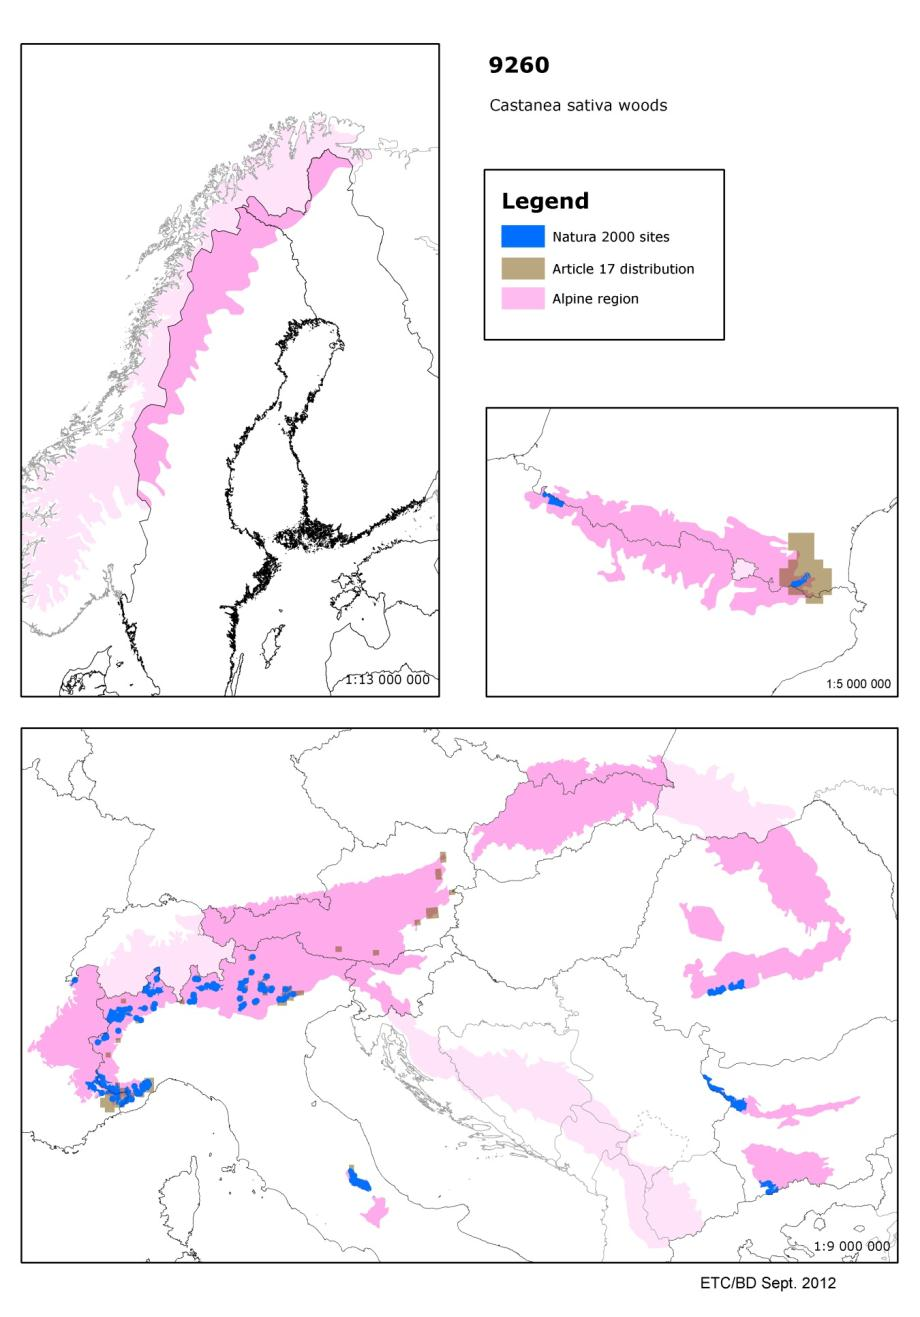 9260
Castanea sativa woods
Legend
Natura 2000 sites
Article 17 distribution
Alpine region
1:13 000 000
1:5 000 000
1:9 000 000
ETC/BD Sept. 2012